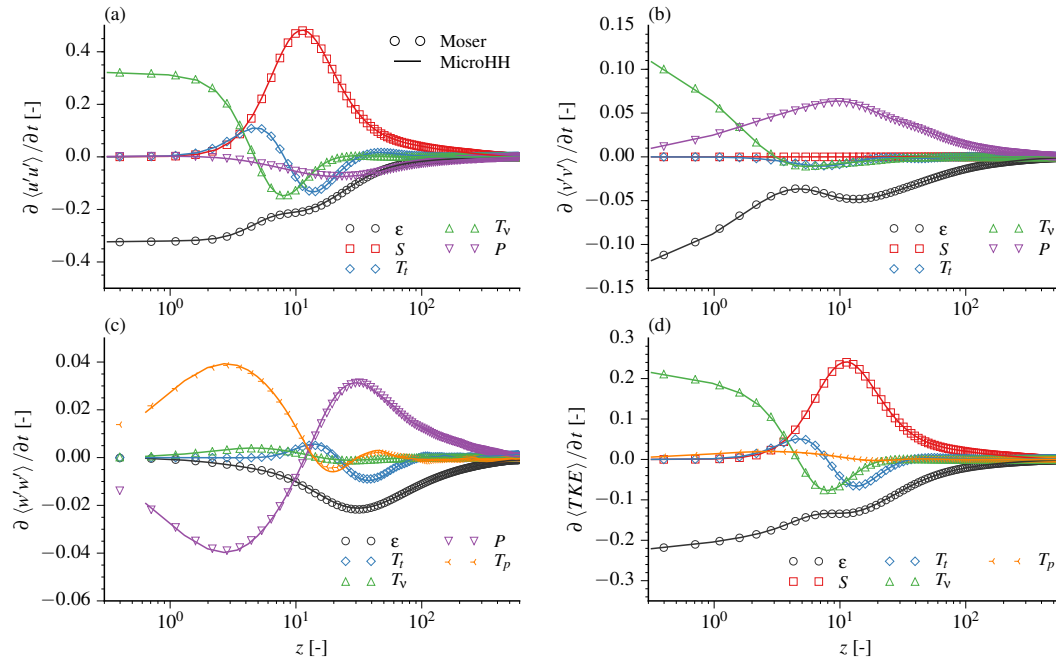 (a)
0.4
0.2
0.0
−0.2
−0.4
∂ ⟨u′u′⟩ /∂ t [-]
Moser
MicroHH
ε
S
T_t
T_ν
P
10^0
10^1
10^2
(b)
0.15
0.10
0.05
0.00
−0.05
−0.10
−0.15
∂ ⟨v′v′⟩ /∂ t [-]
ε
S
T_t
T_ν
P
10^0
10^1
10^2
(c)
0.04
0.02
0.00
−0.02
−0.04
−0.06
∂ ⟨w′w′⟩ /∂ t [-]
ε
T_t
T_ν
P
T_p
10^0
10^1
10^2
z [-]
(d)
0.3
0.2
0.1
0.0
−0.1
−0.2
−0.3
∂ ⟨TKE⟩ /∂ t [-]
ε
S
T_t
T_ν
T_p
10^0
10^1
10^2
z [-]